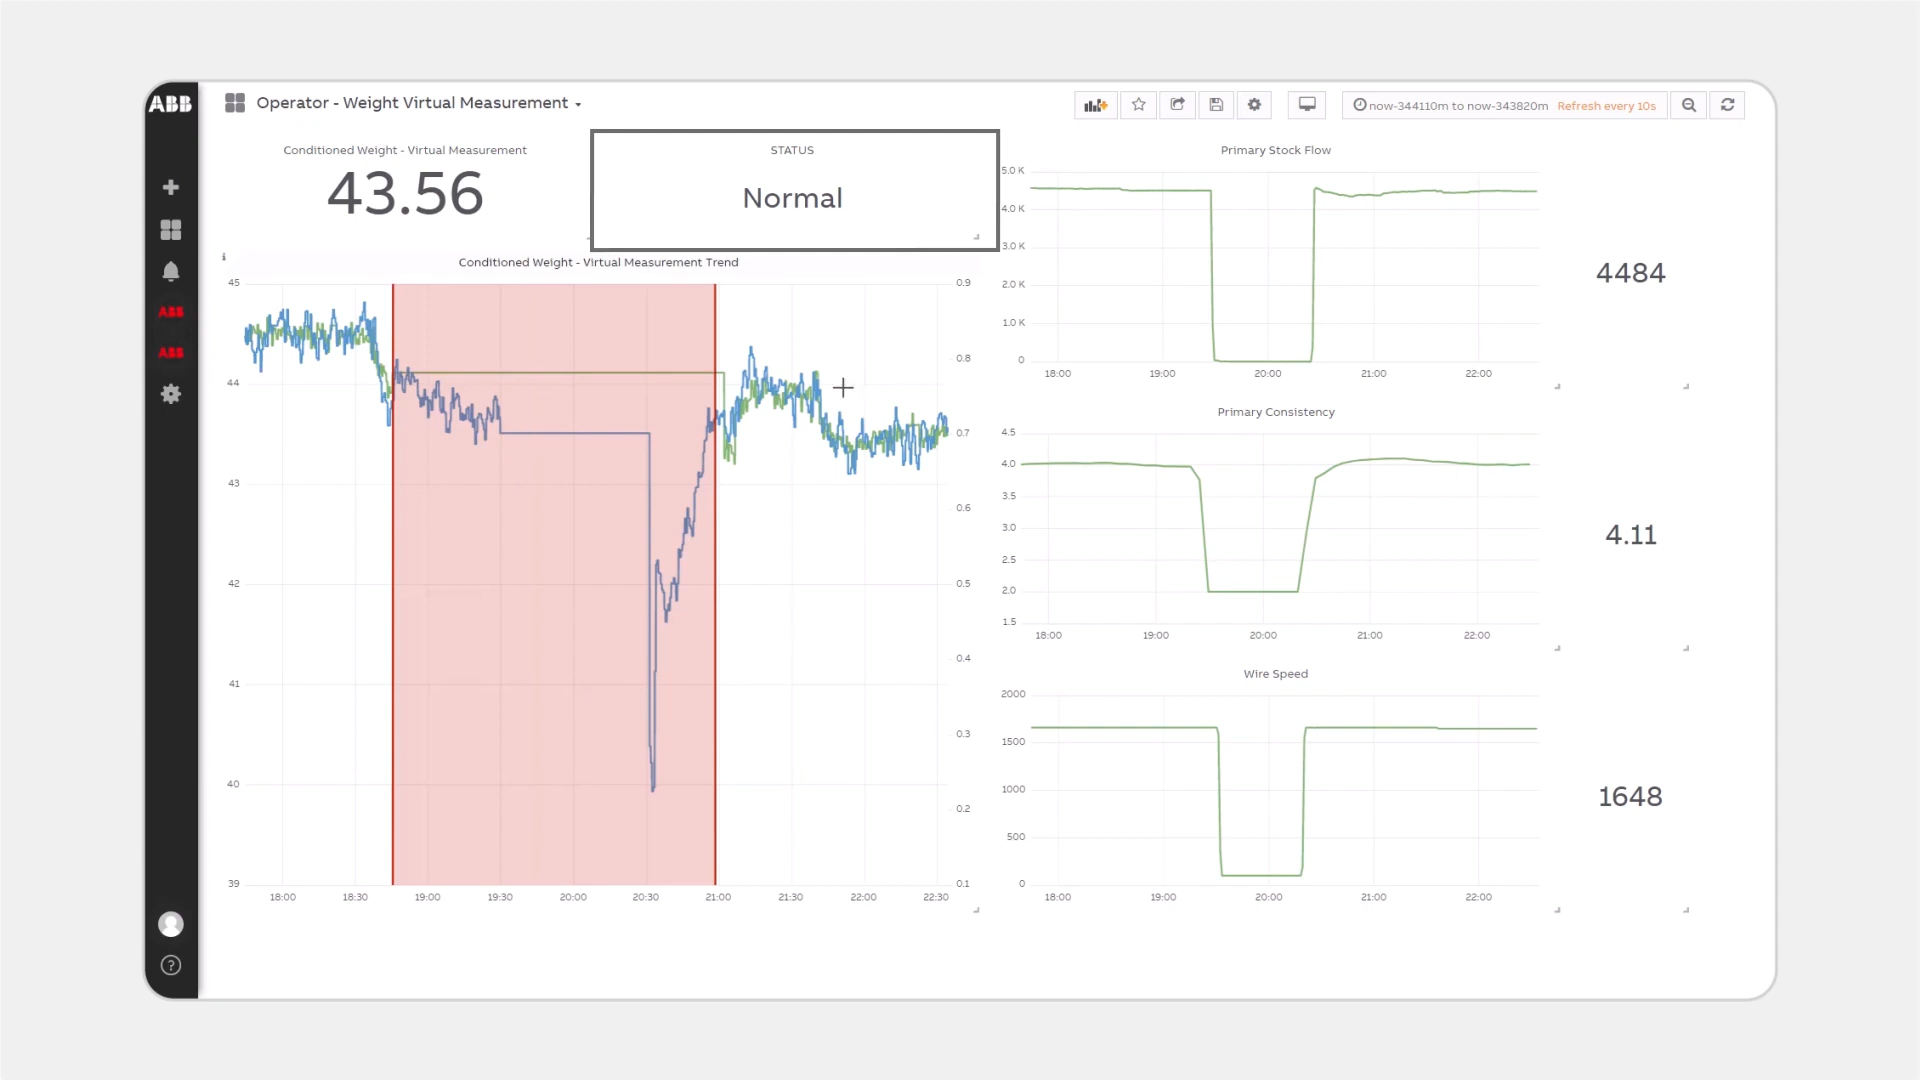 ABB
Operator - Weight Virtual Measurement
now-344110m to now-343820m Refresh every 10s
Conditioned Weight - Virtual Measurement
43.56
STATUS
Normal
Conditioned Weight - Virtual Measurement Trend
45
44
43
42
41
40
39
0.9
0.8
0.7
0.6
0.5
0.4
0.3
0.2
0.1
18:00 18:30 19:00 19:30 20:00 20:30 21:00 21:30 22:00 22:30
Primary Stock Flow
5.0 K
4.0 K
3.0 K
2.0 K
1.0 K
0
18:00 19:00 20:00 21:00 22:00
4484
Primary Consistency
4.5
4.0
3.5
3.0
2.5
2.0
1.5
18:00 19:00 20:00 21:00 22:00
4.11
Wire Speed
2000
1500
1000
500
0
18:00 19:00 20:00 21:00 22:00
1648
ABB
ABB
?
i